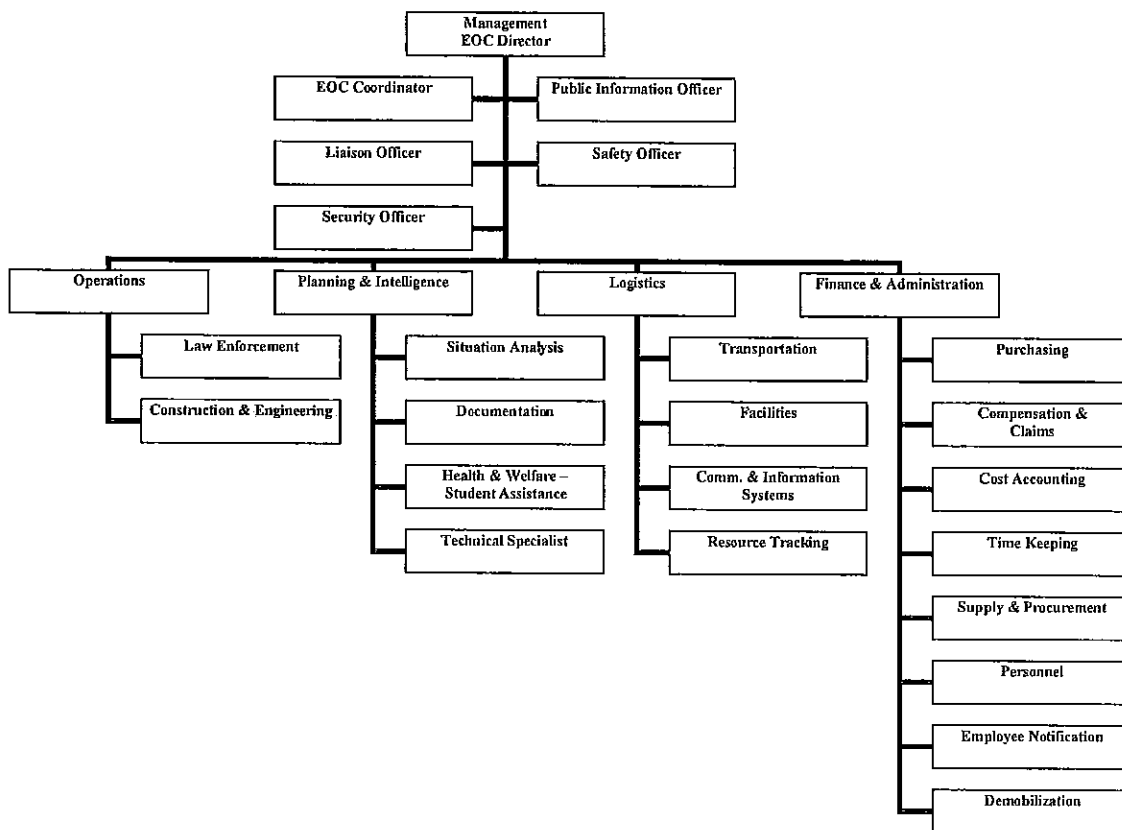 Management
EOC Director
EOC Coordinator
Public Information Officer
Liaison Officer
Safety Officer
Security Officer
Operations
Planning & Intelligence
Logistics
Finance & Administration
Law Enforcement
Situation Analysis
Transportation
Purchasing
Construction & Engineering
Documentation
Facilities
Compensation &
Claims
Health & Welfare –
Student Assistance
Comm. & Information
Systems
Cost Accounting
Technical Specialist
Resource Tracking
Time Keeping
Supply & Procurement
Personnel
Employee Notification
Demobilization